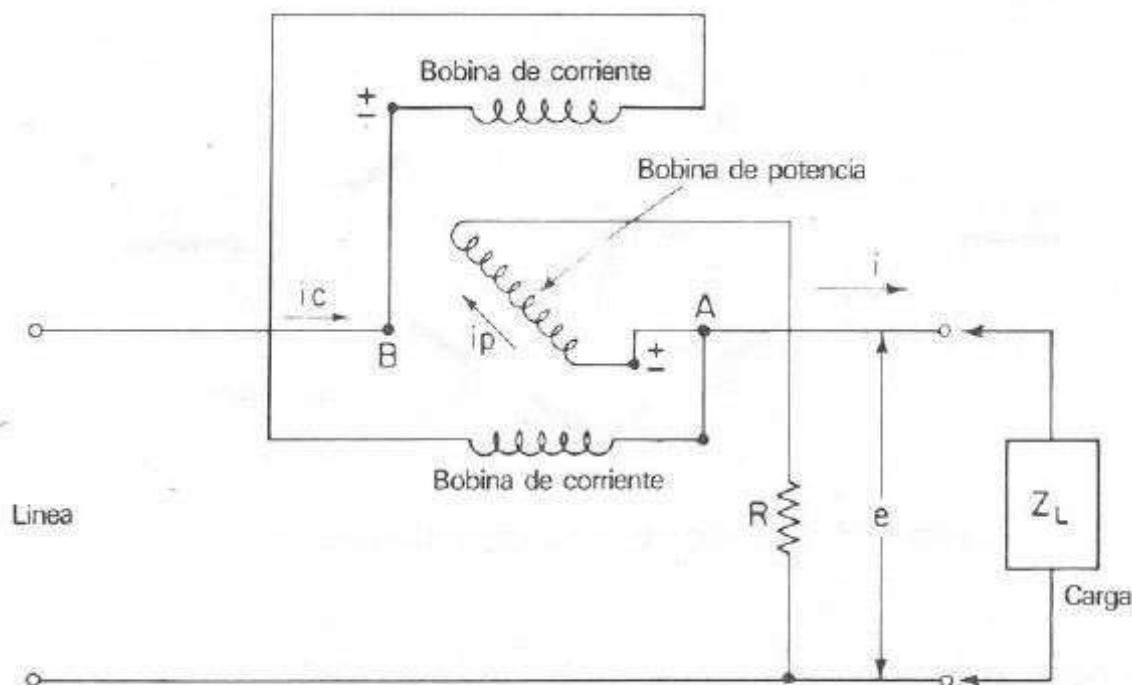 Bobina de corriente
±
Bobina de potencia
i
ic
A
B
ip
±
Bobina de corriente
Linea
R
e
ZL
Carga